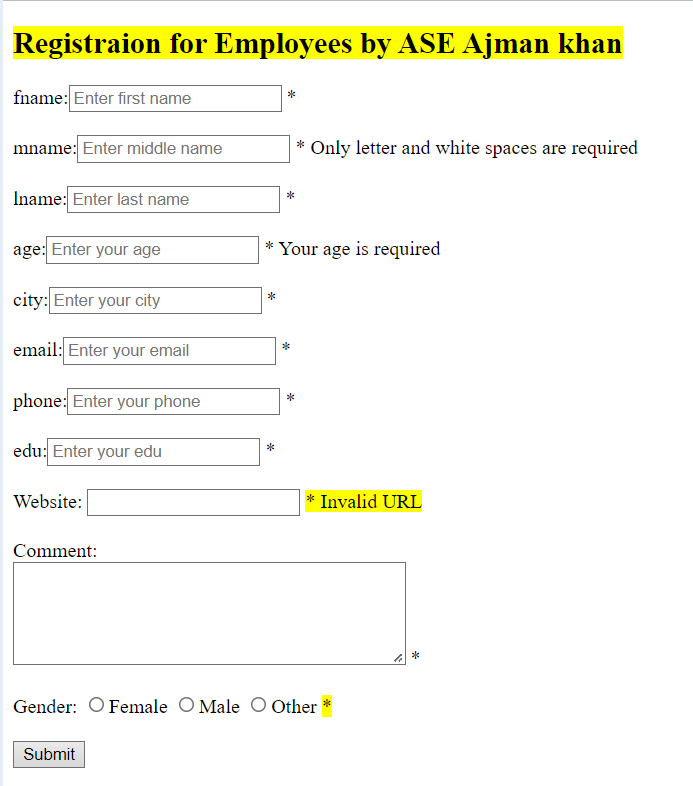 Registraion for Employees by ASE Ajman khan
fname: Enter first name *
mname: Enter middle name * Only letter and white spaces are required
lname: Enter last name *
age: Enter your age * Your age is required
city: Enter your city *
email: Enter your email *
phone: Enter your phone *
edu: Enter your edu *
Website: * Invalid URL
Comment:
*
Gender: Female Male Other *
Submit